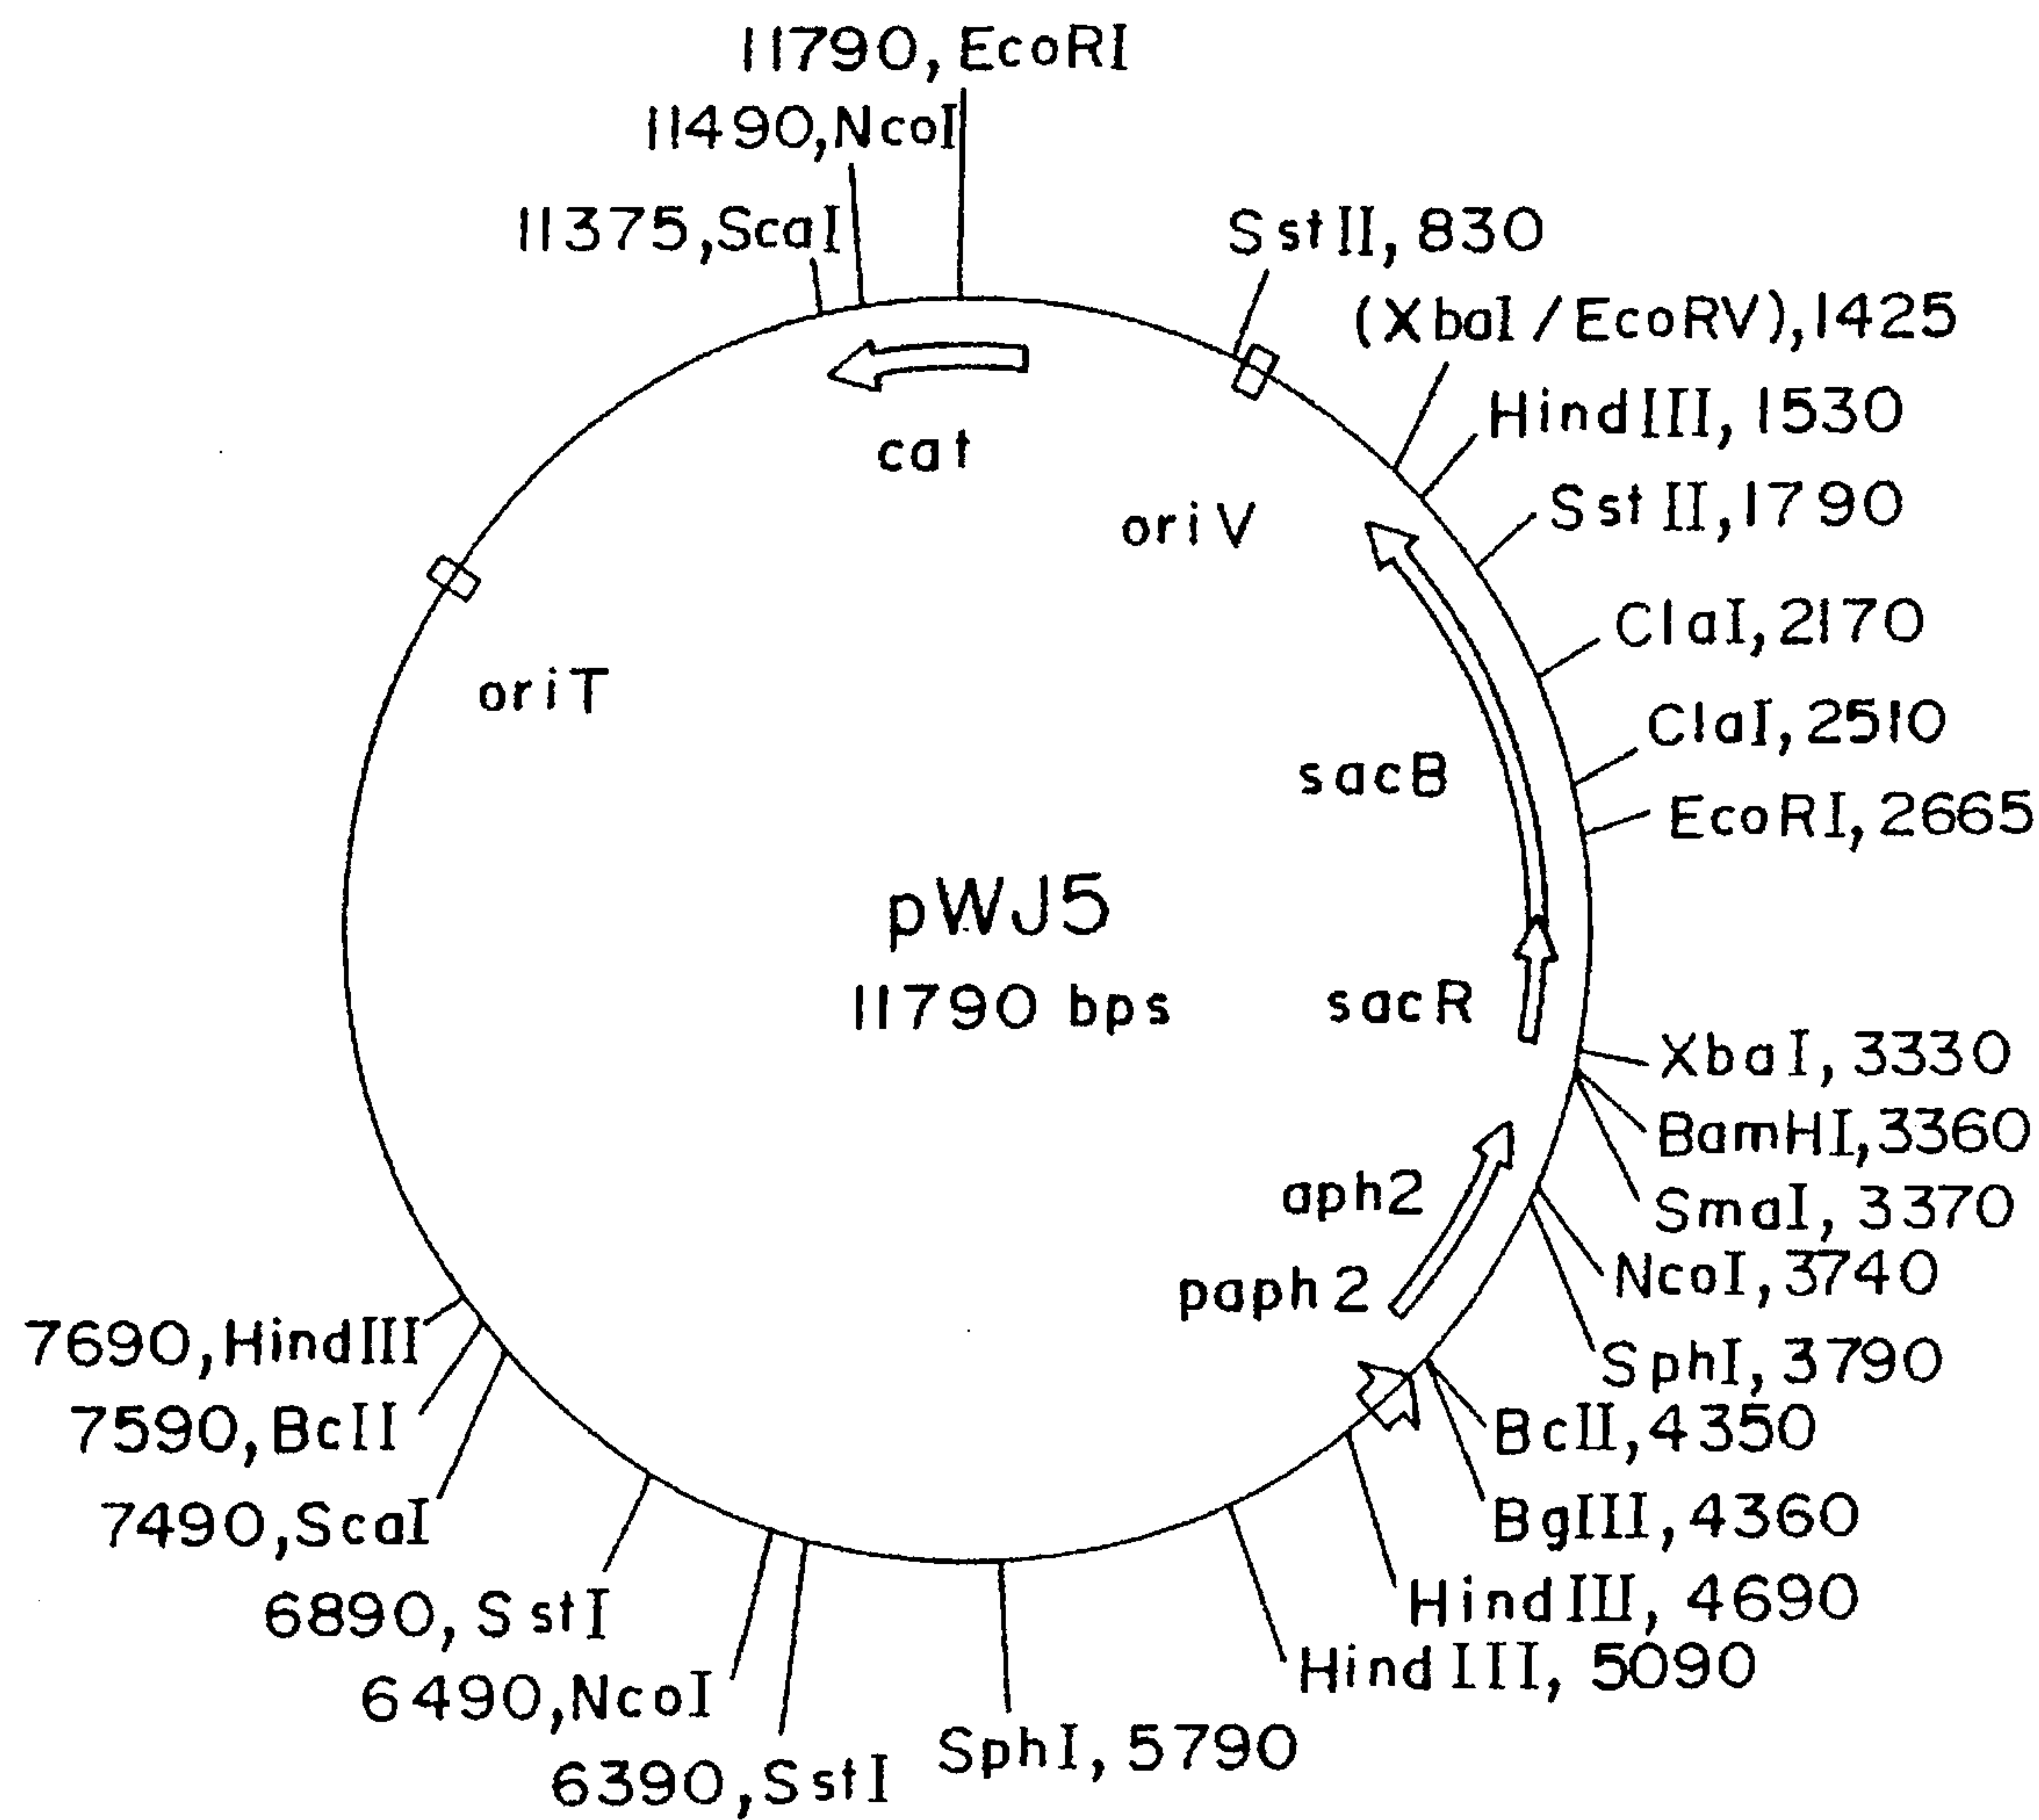 11790, EcoRI
11490,NcoI
11375,ScaI
SstII, 830
(XbaI/EcoRV),1425
HindIII, 1530
SstII,1790
ClaI,2170
ClaI, 2510
EcoRI, 2665
cat
oriV
oriT
sacB
pWJ5
11790 bps
sacR
XbaI, 3330
BamHI,3360
SmaI, 3370
NcoI, 3740
SphI, 3790
aph2
paph2
BclI,4350
BglII, 4360
HindIII, 4690
HindIII, 5090
SphI, 5790
6390,SstI
6490,NcoI
6890, SstI
7490,ScaI
7590,BclI
7690,HindIII